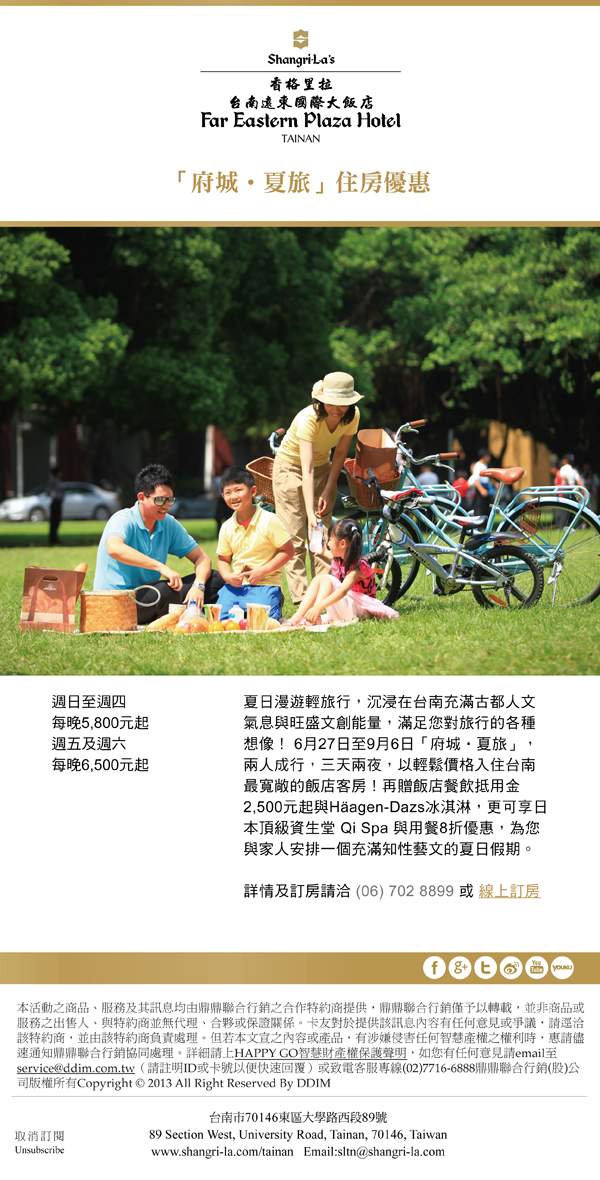 Shangri-La's
香格里拉
台南遠東國際大飯店
Far Eastern Plaza Hotel
TAINAN
「府城·夏旅」住房優惠
週日至週四
每晚5,800元起
週五及週六
每晚6,500元起
夏日漫遊輕旅行，沉浸在台南充滿古都人文
氣息與旺盛文創能量，滿足您對旅行的各種
想像！ 6月27日至9月6日「府城·夏旅」，
兩人成行，三天兩夜，以輕鬆價格入住台南
最寬敞的飯店客房！再贈飯店餐飲抵用金
2,500元起與Häagen-Dazs冰淇淋，更可享日
本頂級資生堂 Qi Spa 與用餐8折優惠，為您
與家人安排一個充滿知性藝文的夏日假期。
詳情及訂房請洽 (06) 702 8899 或 線上訂房
f g+ t You Tube YOUKU
本活動之商品、服務及其訊息均由鼎鼎聯合行銷之合作特約商提供，鼎鼎聯合行銷僅予以轉載，並非商品或
服務之出售人、與特約商並無代理、合夥或保證關係。卡友對於提供該訊息內容有任何意見或爭議，請逕洽
該特約商，並由該特約商負責處理。但若本文宣之內容或產品，有涉嫌侵害任何智慧產權之權利時，惠請儘
速通知鼎鼎聯合行銷協同處理。詳細請上HAPPY GO智慧財產權保護聲明，如您有任何意見請email至
service@ddim.com.tw（請註明ID或卡號以便快速回覆）或致電客服專線(02)7716-6888鼎鼎聯合行銷(股)公
司版權所有Copyright © 2013 All Right Reserved By DDIM
台南市70146東區大學路西段89號
89 Section West, University Road, Tainan, 70146, Taiwan
www.shangri-la.com/tainan Email:sltn@shangri-la.com
取消訂閱
Unsubscribe